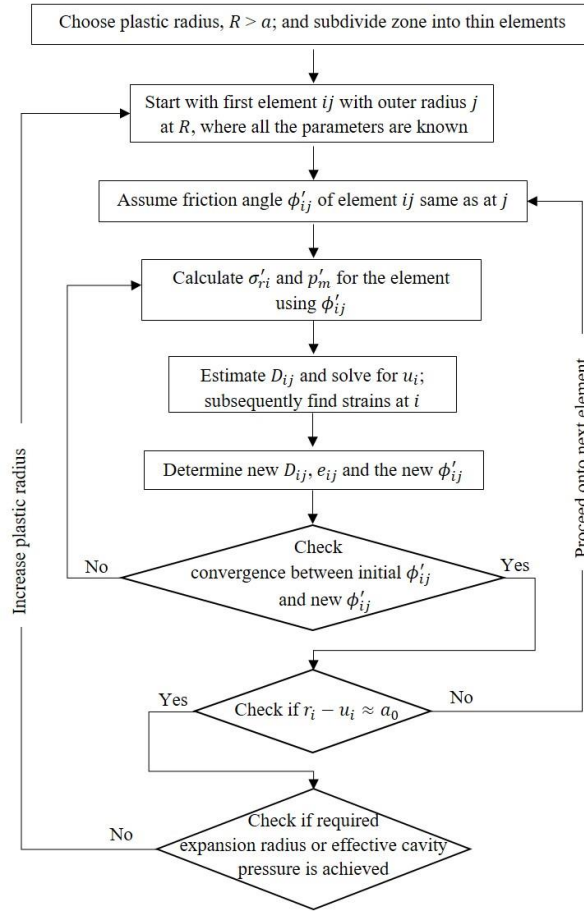 Choose plastic radius, R > a; and subdivide zone into thin elements
Start with first element ij with outer radius j
at R, where all the parameters are known
Assume friction angle ϕ′ij of element ij same as at j
Calculate σ′ri and p′m for the element
using ϕ′ij
Estimate Dij and solve for ui;
subsequently find strains at i
Determine new Dij, eij and the new ϕ′ij
Check
convergence between initial ϕ′ij
and new ϕ′ij
No
Yes
Check if ri − ui ≈ a0
Yes
No
Check if required
expansion radius or effective cavity
pressure is achieved
No
Increase plastic radius
Proceed onto next element